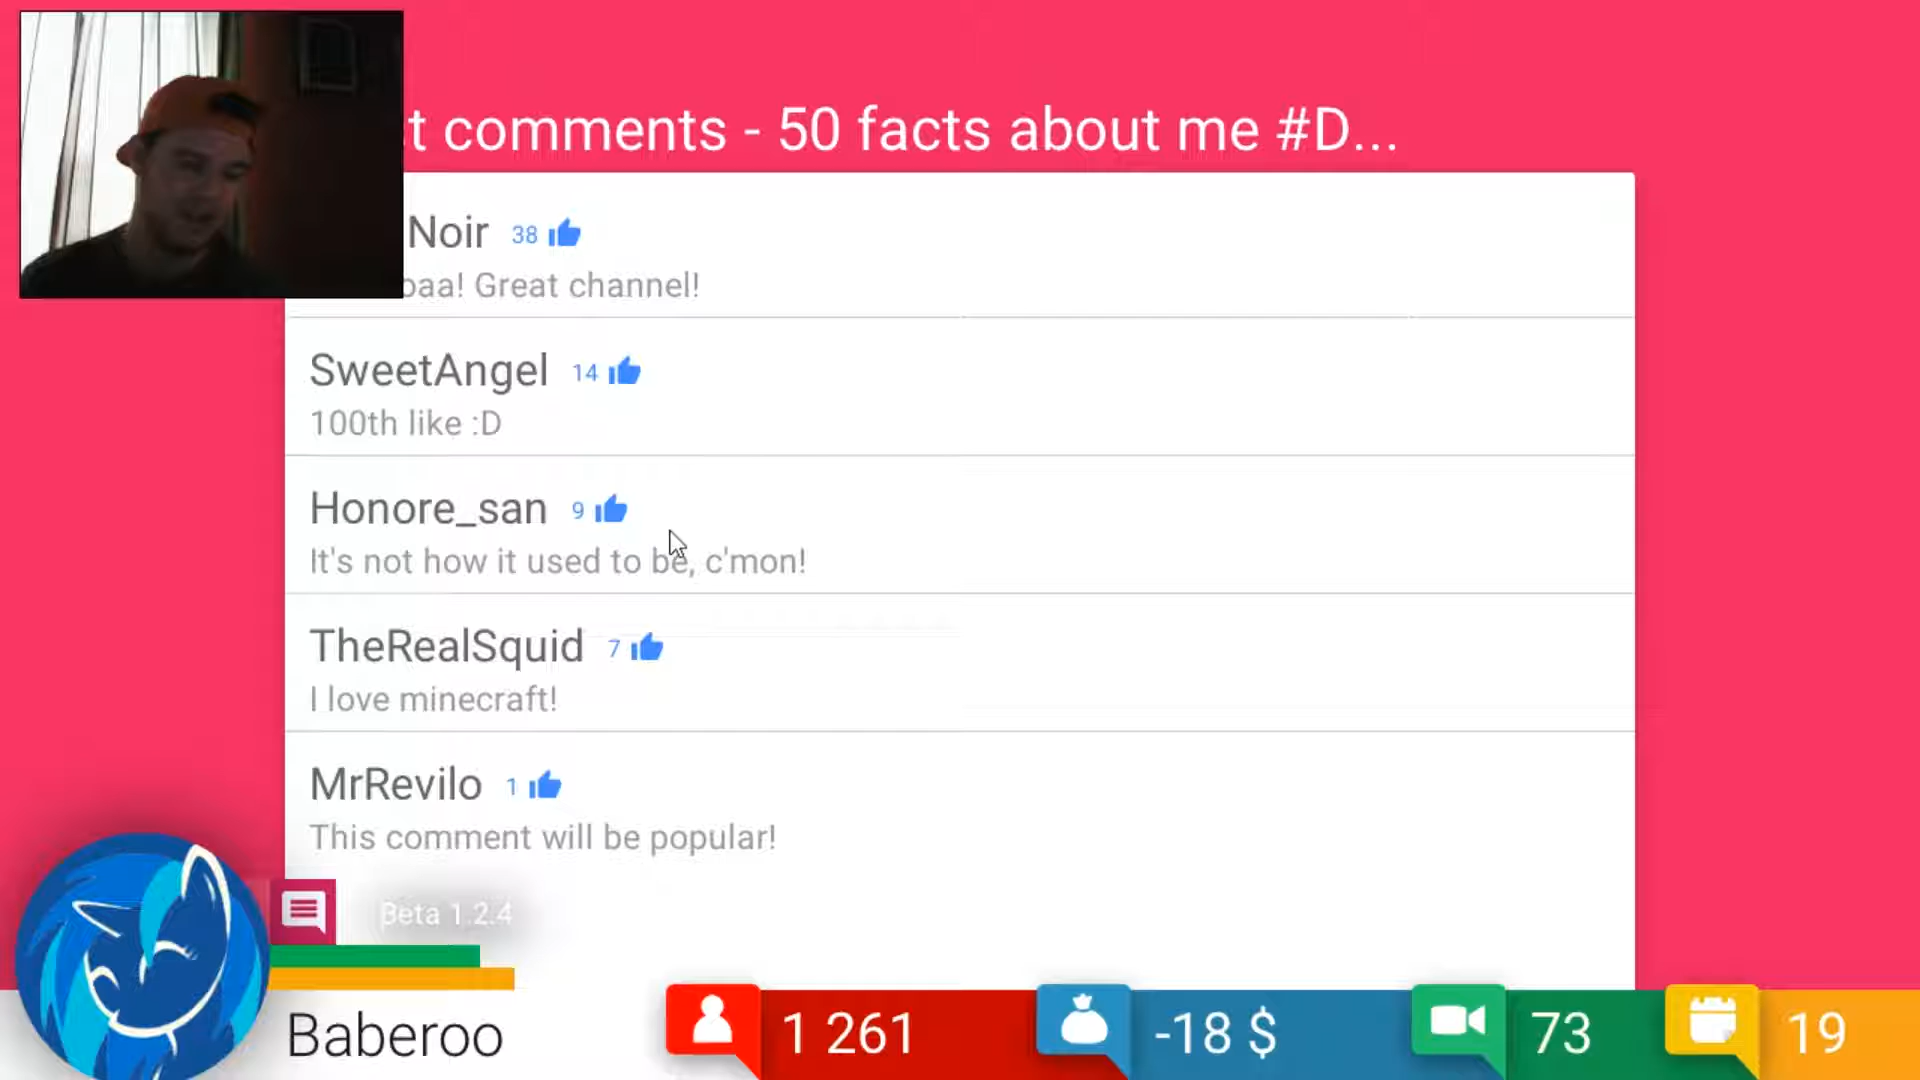 t comments - 50 facts about me #D...
Noir 38
oaa! Great channel!
SweetAngel 14
100th like :D
Honore_san 9
It's not how it used to be, c'mon!
TheRealSquid 7
I love minecraft!
MrRevilo 1
This comment will be popular!
Beta 1.2.4
Baberoo
1 261
-18 $
73
19